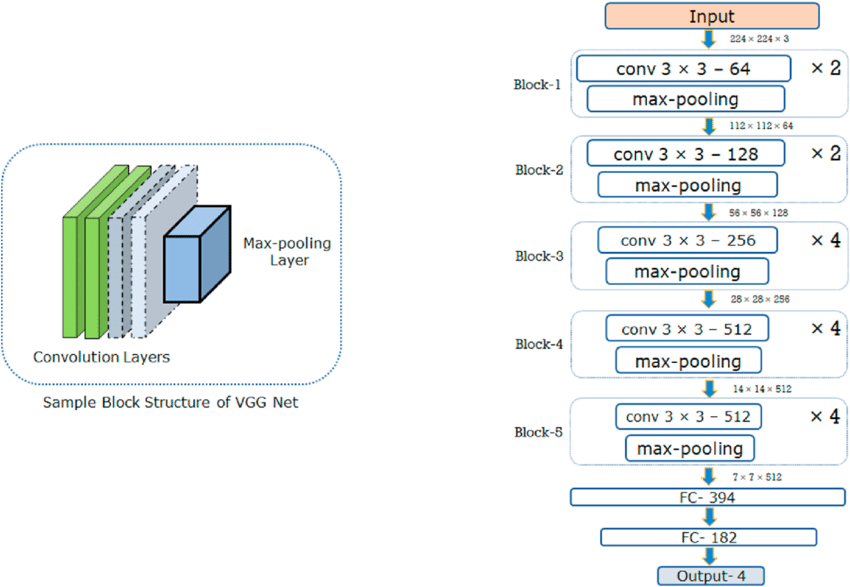 Max-pooling
Layer
Convolution Layers
Sample Block Structure of VGG Net
Input
224 × 224 × 3
Block-1
conv 3 × 3 – 64
× 2
max-pooling
112 × 112 × 64
Block-2
conv 3 × 3 – 128
× 2
max-pooling
56 × 56 × 128
Block-3
conv 3 × 3 – 256
× 4
max-pooling
28 × 28 × 256
Block-4
conv 3 × 3 – 512
× 4
max-pooling
14 × 14 × 512
Block-5
conv 3 × 3 – 512
× 4
max-pooling
7 × 7 × 512
FC- 394
FC- 182
Output- 4